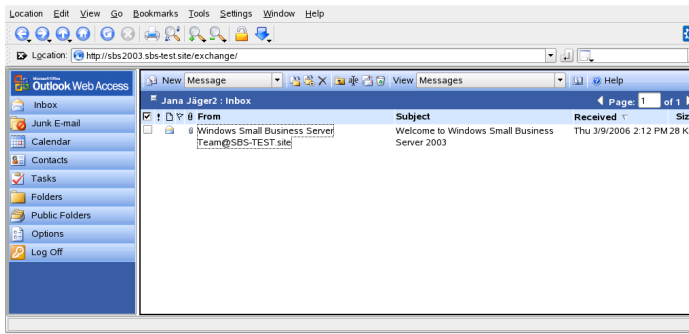 Location Edit View Go Bookmarks Tools Settings Window Help
Location: http://sbs2003.sbs-test.site/exchange/
Outlook Web Access
New Message View Messages Help
Jana Jäger2 : Inbox Page: 1 of 1
From Subject Received Siz
Windows Small Business Server Welcome to Windows Small Business Thu 3/9/2006 2:12 PM 28 K
Team@SBS-TEST.site Server 2003
Inbox
Junk E-mail
Calendar
Contacts
Tasks
Folders
Public Folders
Options
Log Off